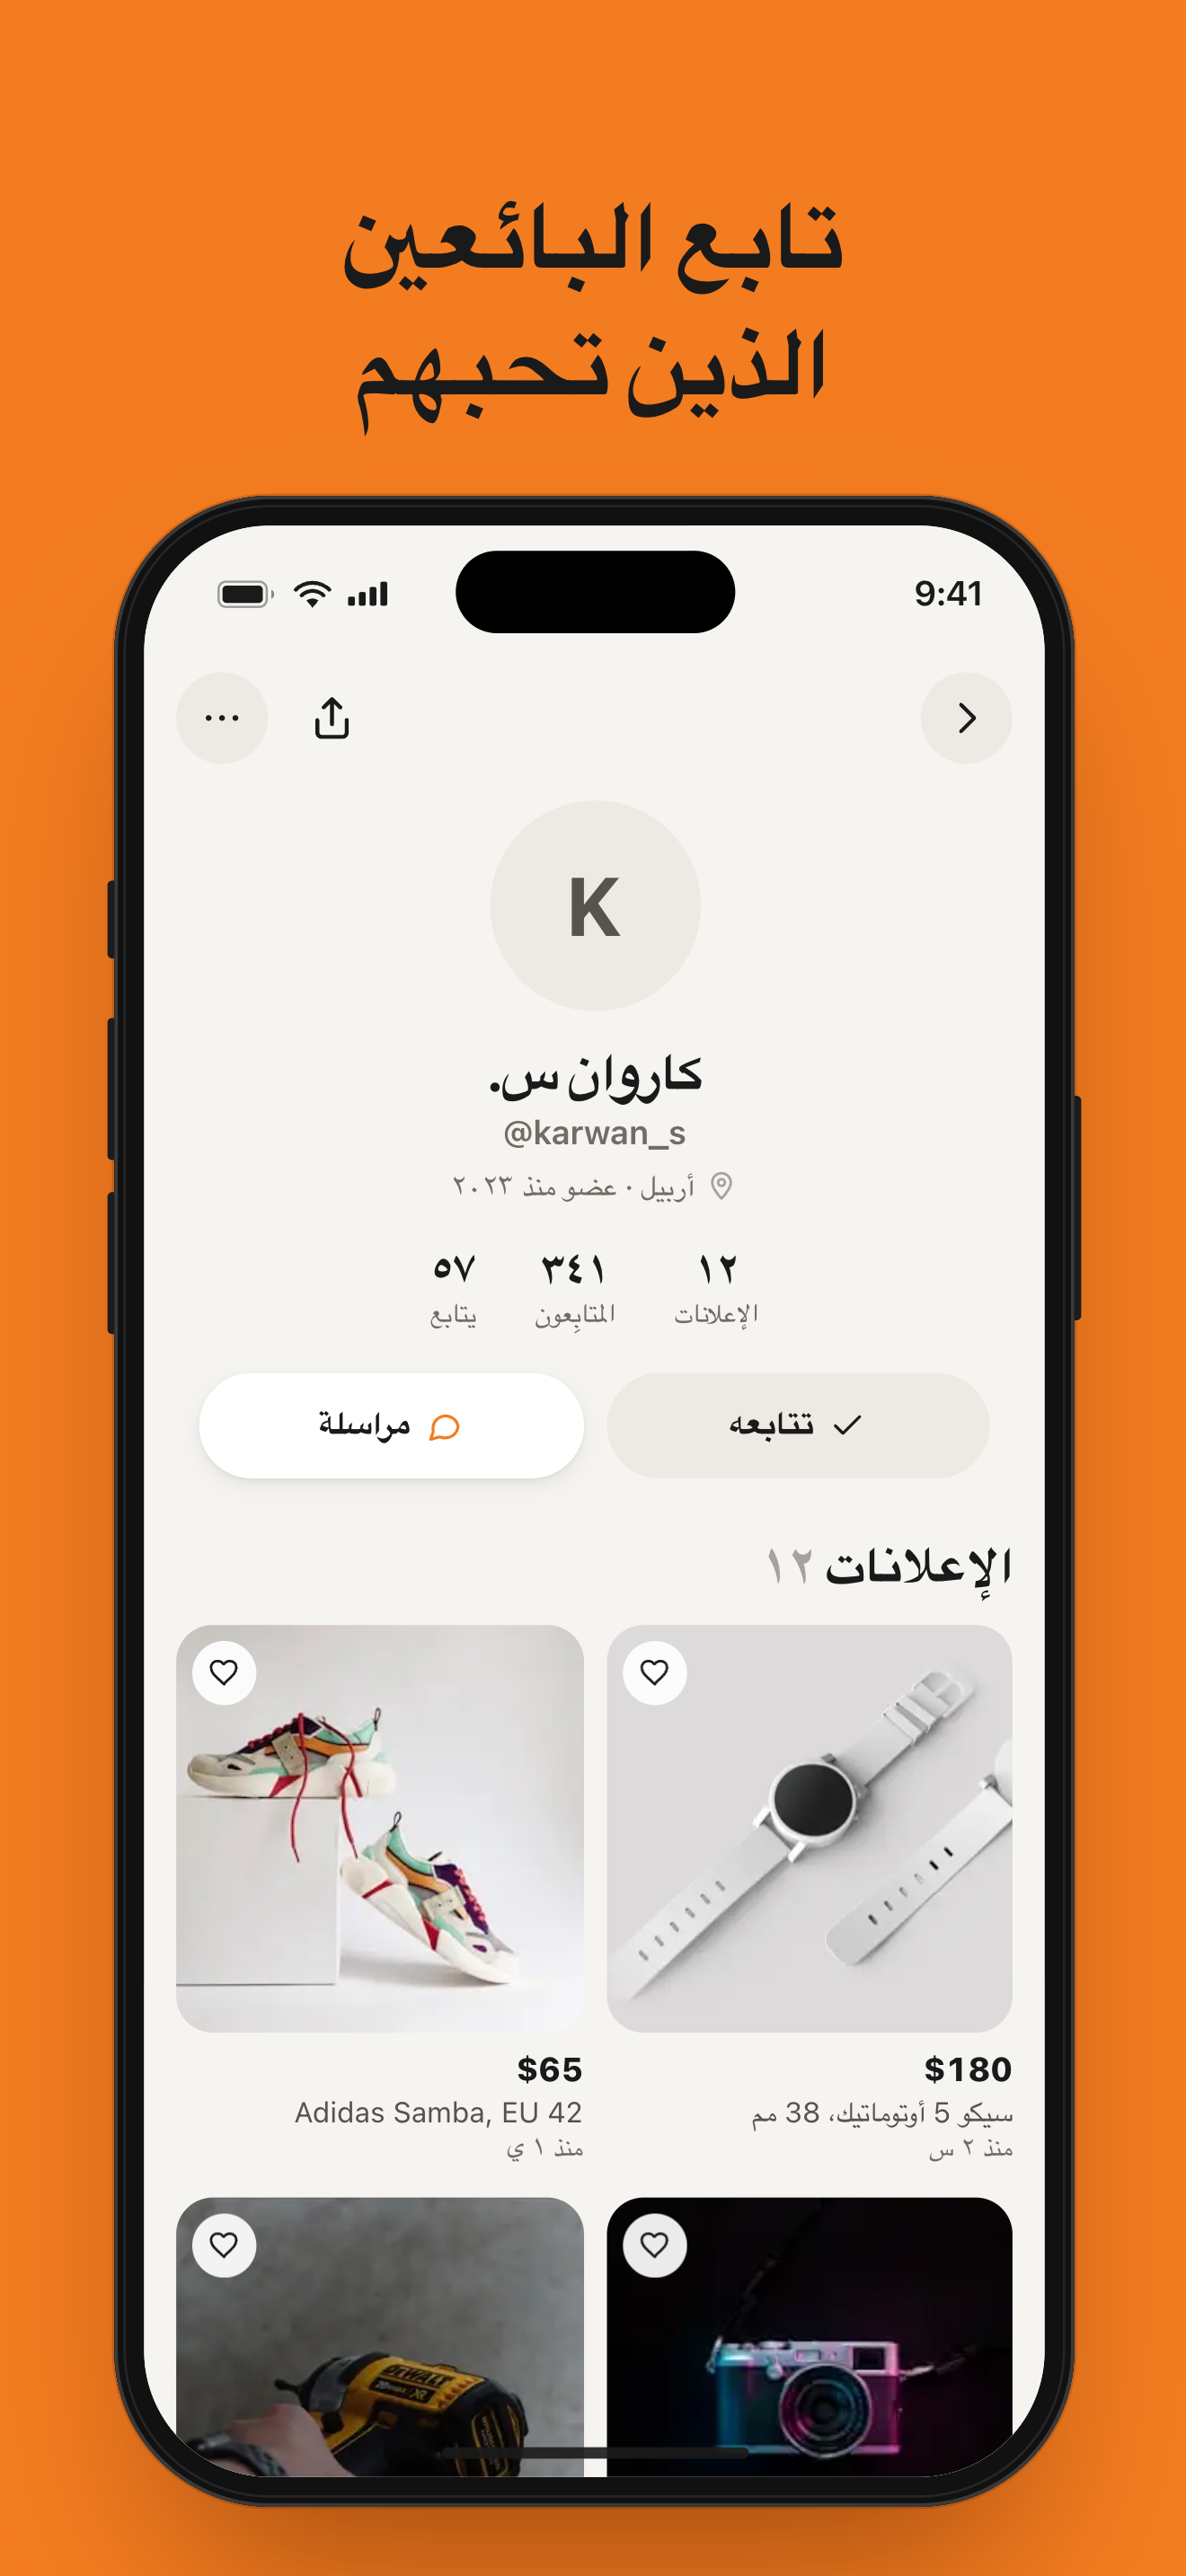 تابع البائعين
الذين تحبهم
9:41
K
كاروان س.
@karwan_s
أربيل · عضو منذ ٢٠٢٣
١٢ ٣٤١ ٥٧
الإعلانات المتابِعون يتابع
تتابعه مراسلة
الإعلانات ١٢
$180
سيكو 5 أوتوماتيك، 38 مم
منذ ٢ س
$65
Adidas Samba, EU 42
منذ ١ ي
DEWALT